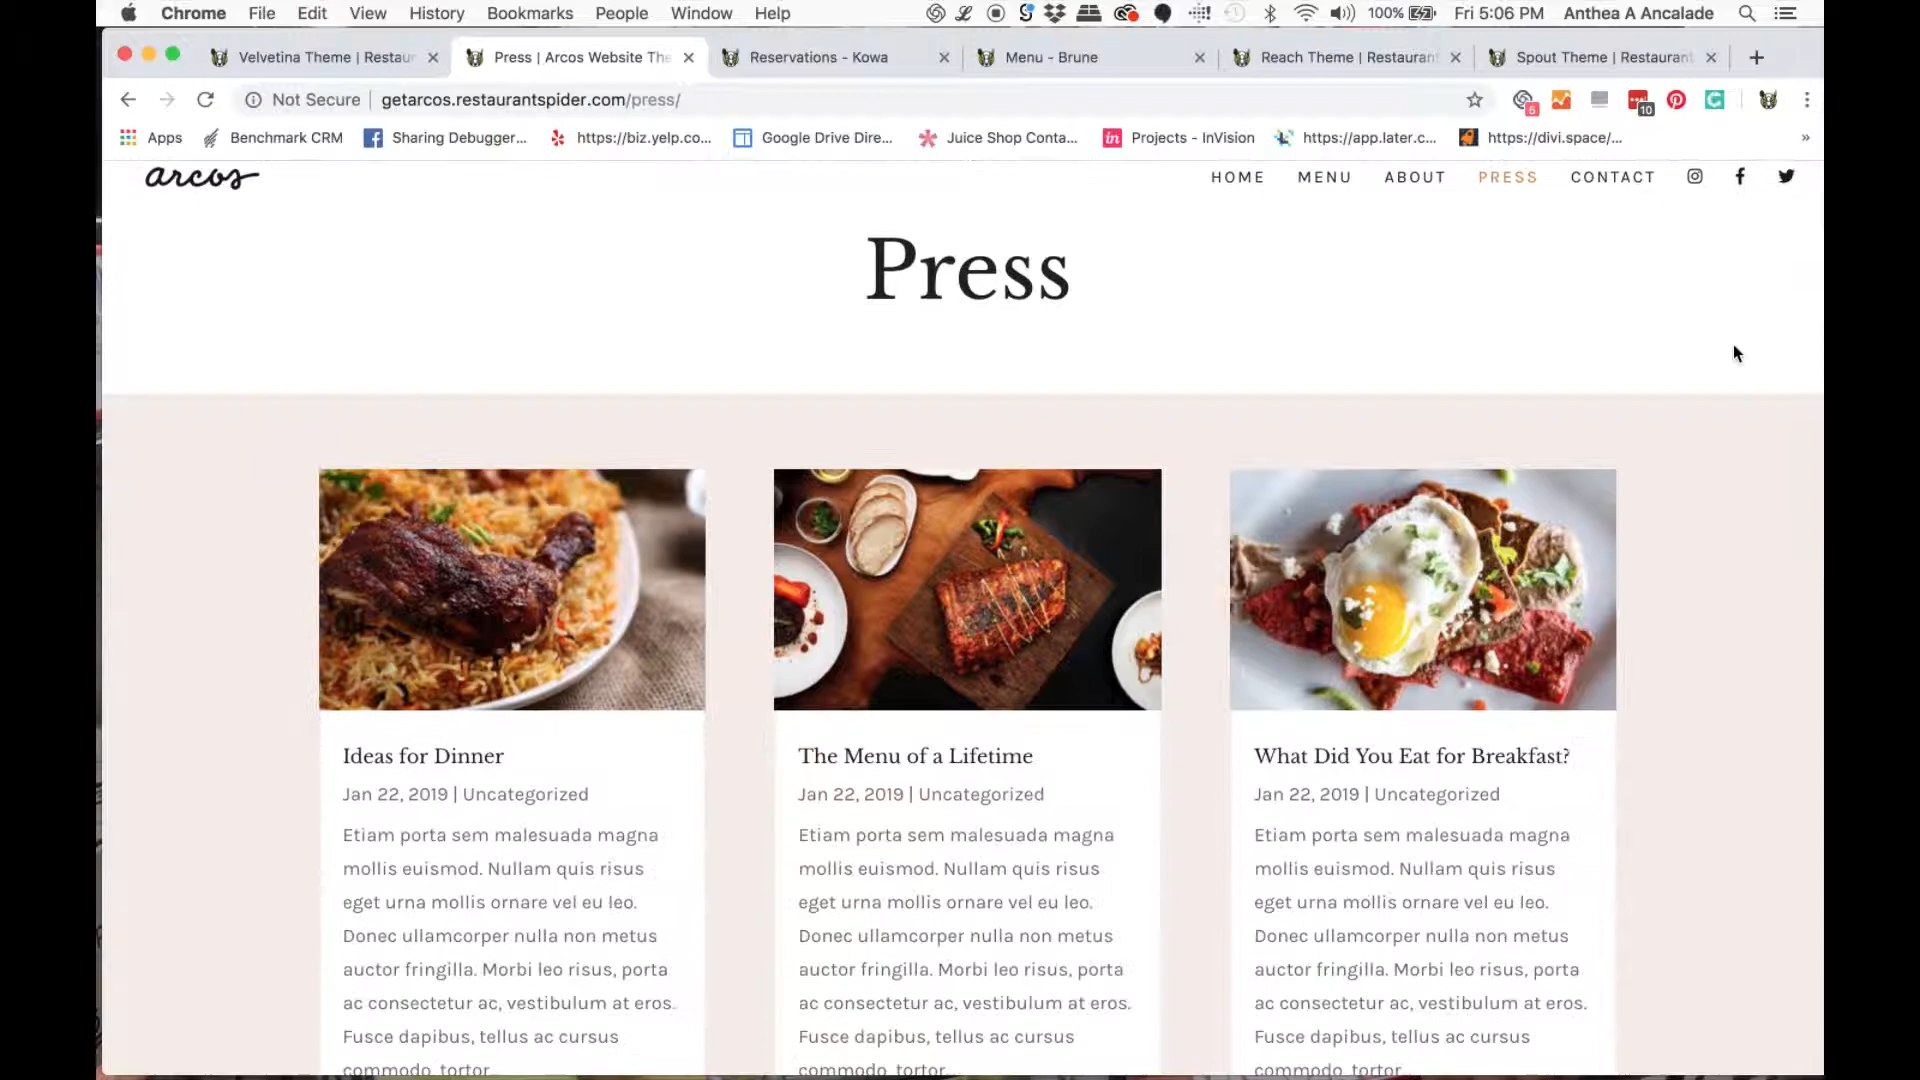 Chrome File Edit View History Bookmarks People Window Help 100% Fri 5:06 PM Anthea A Ancalade
Velvetina Theme | Restaur Press | Arcos Website The Reservations - Kowa Menu - Brune Reach Theme | Restaurant Spout Theme | Restaurant
Not Secure getarcos.restaurantspider.com/press/ 5 10
Apps Benchmark CRM Sharing Debugger... https://biz.yelp.co... Google Drive Dire... Juice Shop Conta... in Projects - InVision https://app.later.c... https://divi.space/... »
arcos HOME MENU ABOUT PRESS CONTACT
Press
Ideas for Dinner
Jan 22, 2019 | Uncategorized
Etiam porta sem malesuada magna
mollis euismod. Nullam quis risus
eget urna mollis ornare vel eu leo.
Donec ullamcorper nulla non metus
auctor fringilla. Morbi leo risus, porta
ac consectetur ac, vestibulum at eros.
Fusce dapibus, tellus ac cursus
commodo, tortor...
The Menu of a Lifetime
Jan 22, 2019 | Uncategorized
Etiam porta sem malesuada magna
mollis euismod. Nullam quis risus
eget urna mollis ornare vel eu leo.
Donec ullamcorper nulla non metus
auctor fringilla. Morbi leo risus, porta
ac consectetur ac, vestibulum at eros.
Fusce dapibus, tellus ac cursus
commodo, tortor...
What Did You Eat for Breakfast?
Jan 22, 2019 | Uncategorized
Etiam porta sem malesuada magna
mollis euismod. Nullam quis risus
eget urna mollis ornare vel eu leo.
Donec ullamcorper nulla non metus
auctor fringilla. Morbi leo risus, porta
ac consectetur ac, vestibulum at eros.
Fusce dapibus, tellus ac cursus
commodo, tortor...